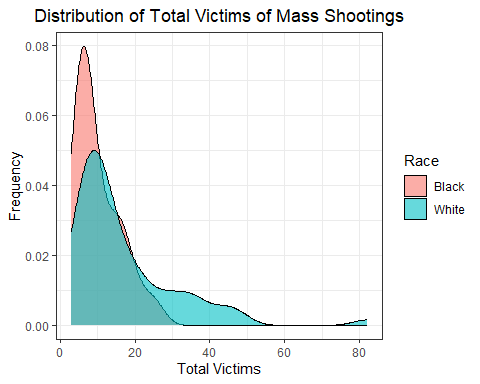 Distribution of Total Victims of Mass Shootings
0.08
0.06
0.04
0.02
0.00
Frequency
0
20
40
60
80
Total Victims
Race
Black
White